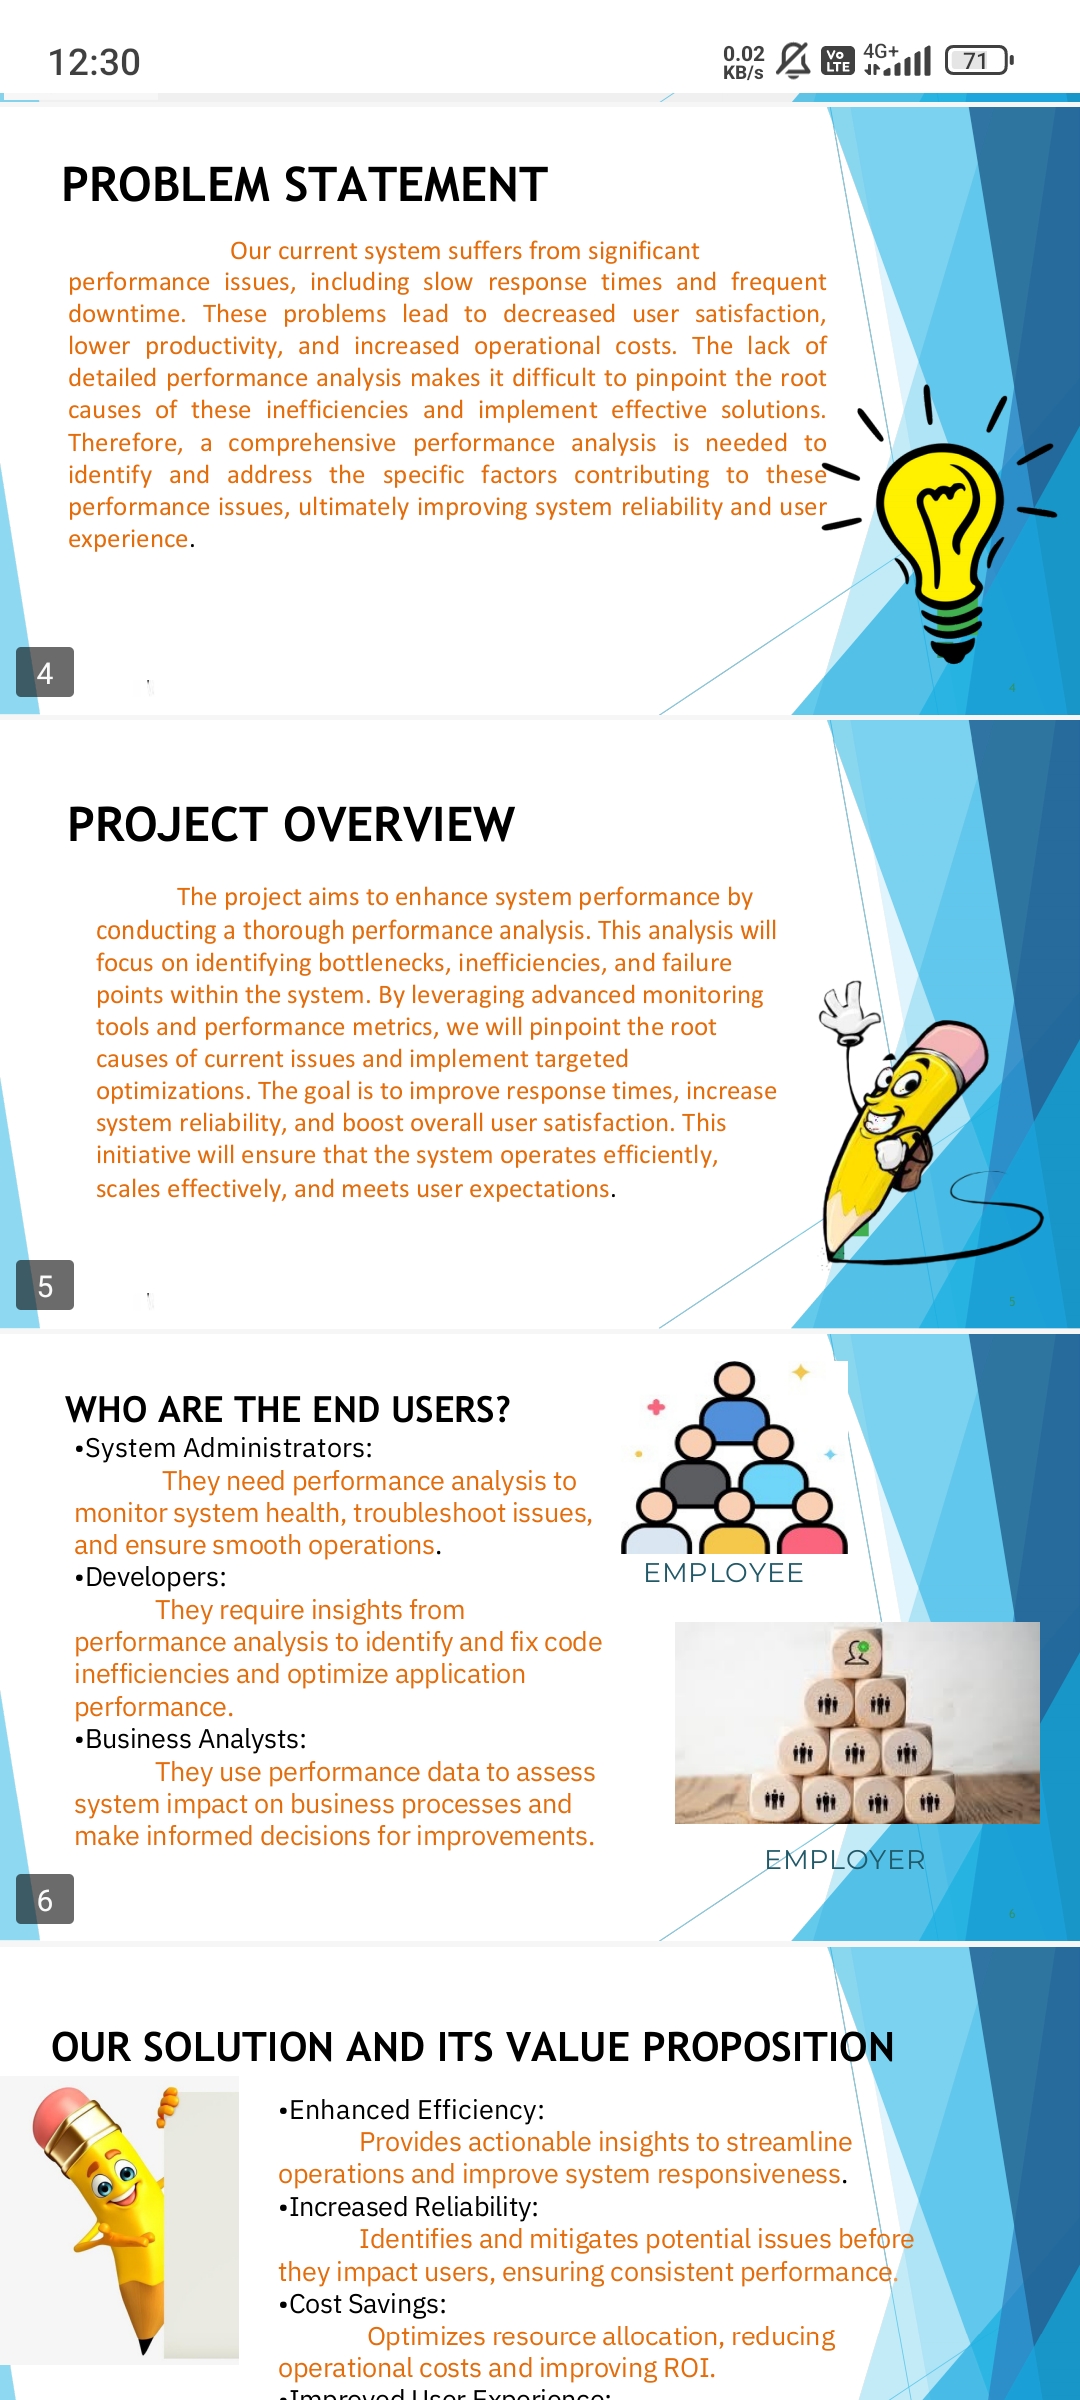 12:30
0.02
KB/s
Vo
LTE
4G+
71
PROBLEM STATEMENT
Our current system suffers from significant
performance issues, including slow response times and frequent
downtime. These problems lead to decreased user satisfaction,
lower productivity, and increased operational costs. The lack of
detailed performance analysis makes it difficult to pinpoint the root
causes of these inefficiencies and implement effective solutions.
Therefore, a comprehensive performance analysis is needed to
identify and address the specific factors contributing to these
performance issues, ultimately improving system reliability and user
experience.
4
4
PROJECT OVERVIEW
The project aims to enhance system performance by
conducting a thorough performance analysis. This analysis will
focus on identifying bottlenecks, inefficiencies, and failure
points within the system. By leveraging advanced monitoring
tools and performance metrics, we will pinpoint the root
causes of current issues and implement targeted
optimizations. The goal is to improve response times, increase
system reliability, and boost overall user satisfaction. This
initiative will ensure that the system operates efficiently,
scales effectively, and meets user expectations.
5
5
WHO ARE THE END USERS?
•System Administrators:
They need performance analysis to
monitor system health, troubleshoot issues,
and ensure smooth operations.
•Developers:
They require insights from
performance analysis to identify and fix code
inefficiencies and optimize application
performance.
•Business Analysts:
They use performance data to assess
system impact on business processes and
make informed decisions for improvements.
EMPLOYEE
EMPLOYER
6
6
OUR SOLUTION AND ITS VALUE PROPOSITION
•Enhanced Efficiency:
Provides actionable insights to streamline
operations and improve system responsiveness.
•Increased Reliability:
Identifies and mitigates potential issues before
they impact users, ensuring consistent performance.
•Cost Savings:
Optimizes resource allocation, reducing
operational costs and improving ROI.
•Improved User Experience: